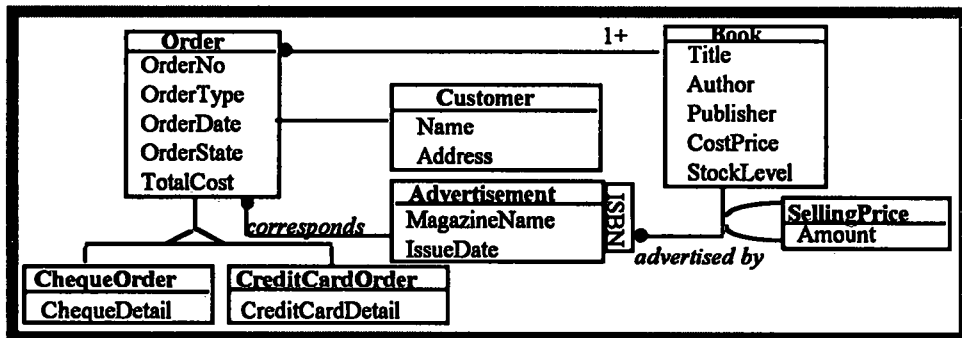 Order
OrderNo
OrderType
OrderDate
OrderState
TotalCost
1+
Book
Title
Author
Publisher
CostPrice
StockLevel
Customer
Name
Address
Advertisement
MagazineName
IssueDate
ISBN
corresponds
advertised by
SellingPrice
Amount
ChequeOrder
ChequeDetail
CreditCardOrder
CreditCardDetail